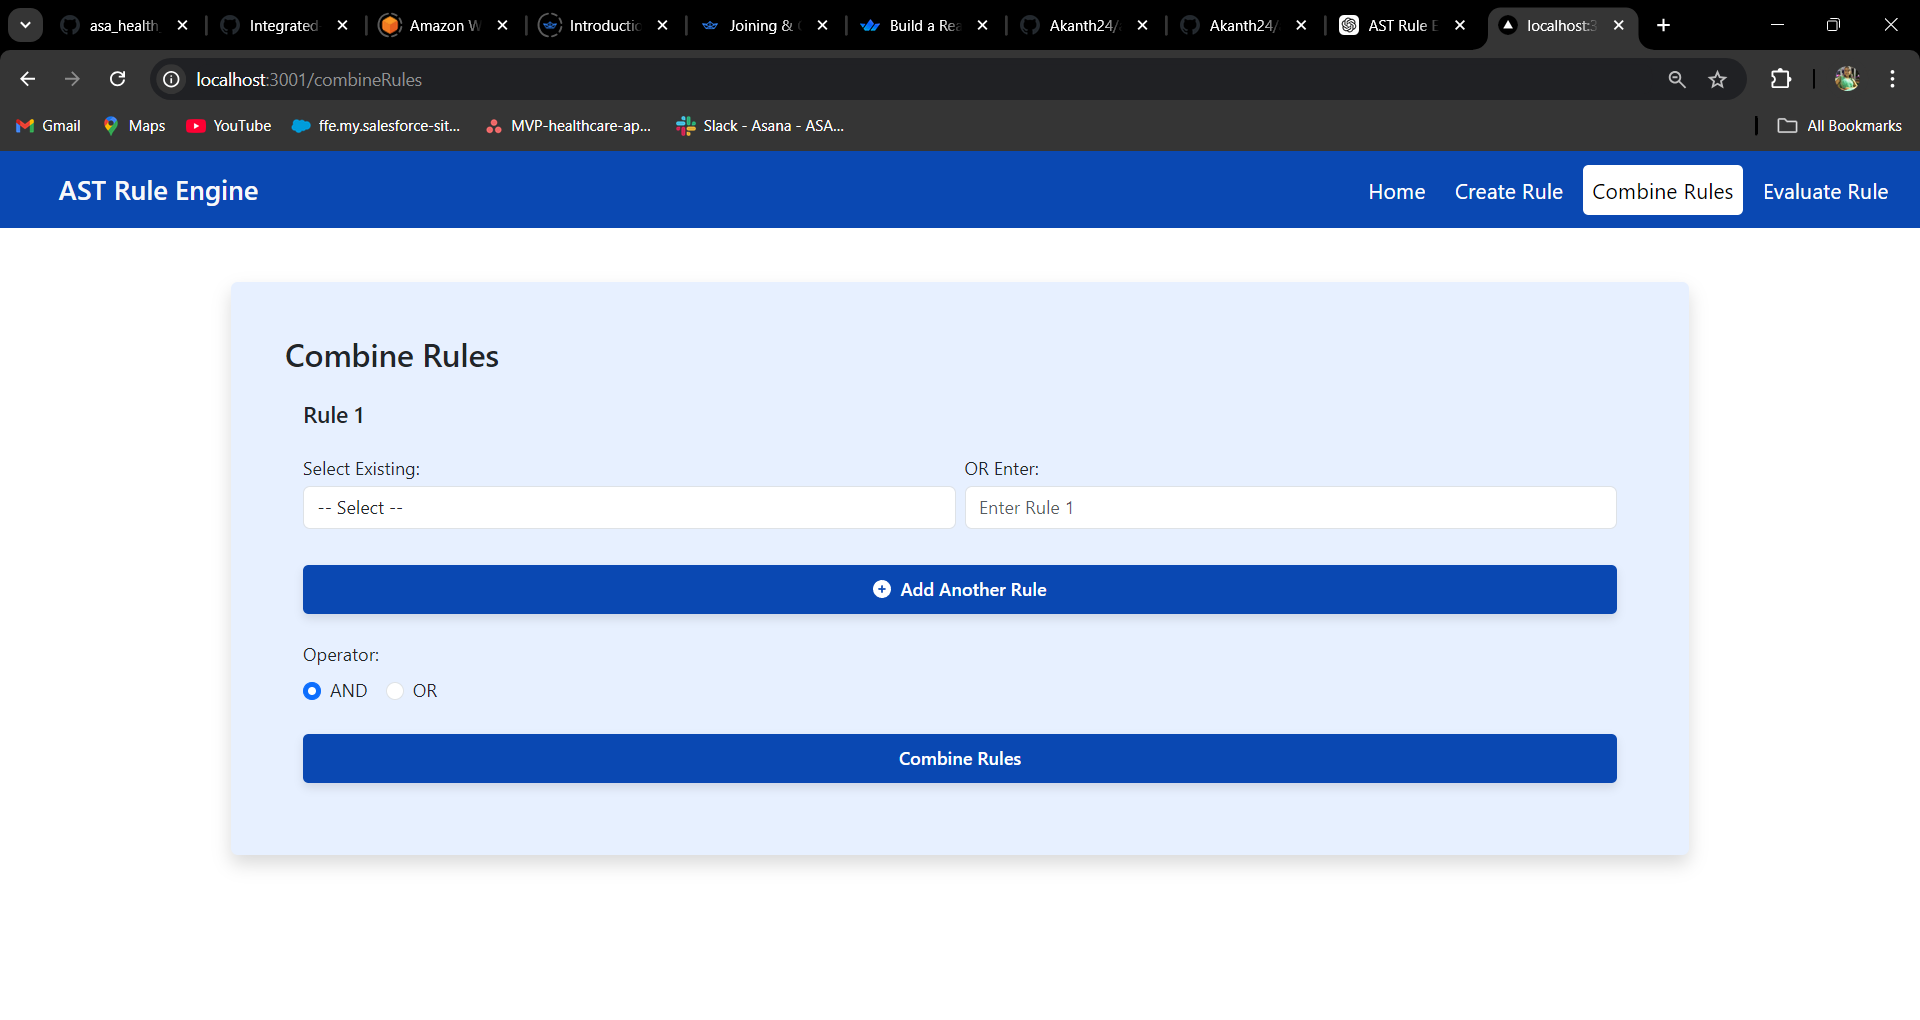 asa_health Integrated Amazon W Introductic Joining & Build a Rea Akanth24/ Akanth24/ AST Rule E localhost:3
localhost:3001/combineRules
Gmail Maps YouTube ffe.my.salesforce-sit... MVP-healthcare-ap... Slack - Asana - ASA... All Bookmarks
AST Rule Engine Home Create Rule Combine Rules Evaluate Rule
Combine Rules
Rule 1
Select Existing: OR Enter:
-- Select -- Enter Rule 1
Add Another Rule
Operator:
AND OR
Combine Rules